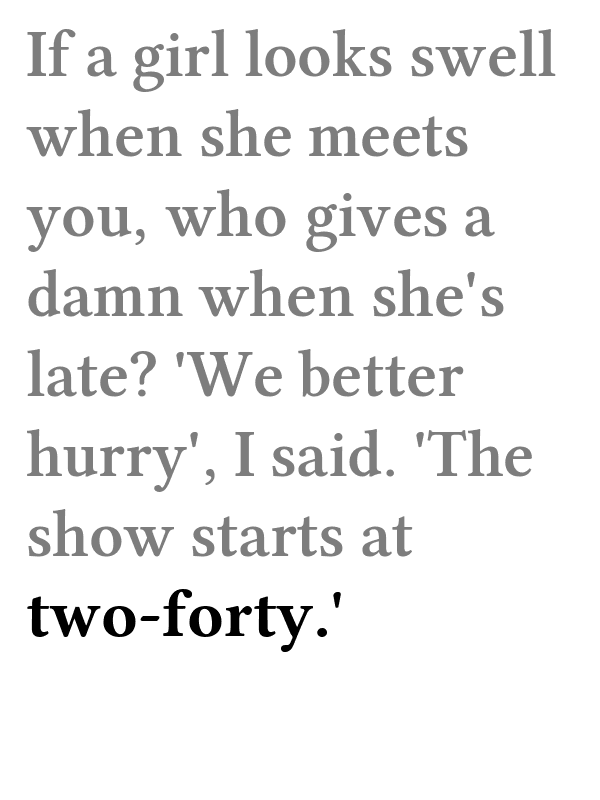 If a girl looks swell
when she meets
you, who gives a
damn when she's
late? 'We better
hurry', I said. 'The
show starts at
two-forty.'